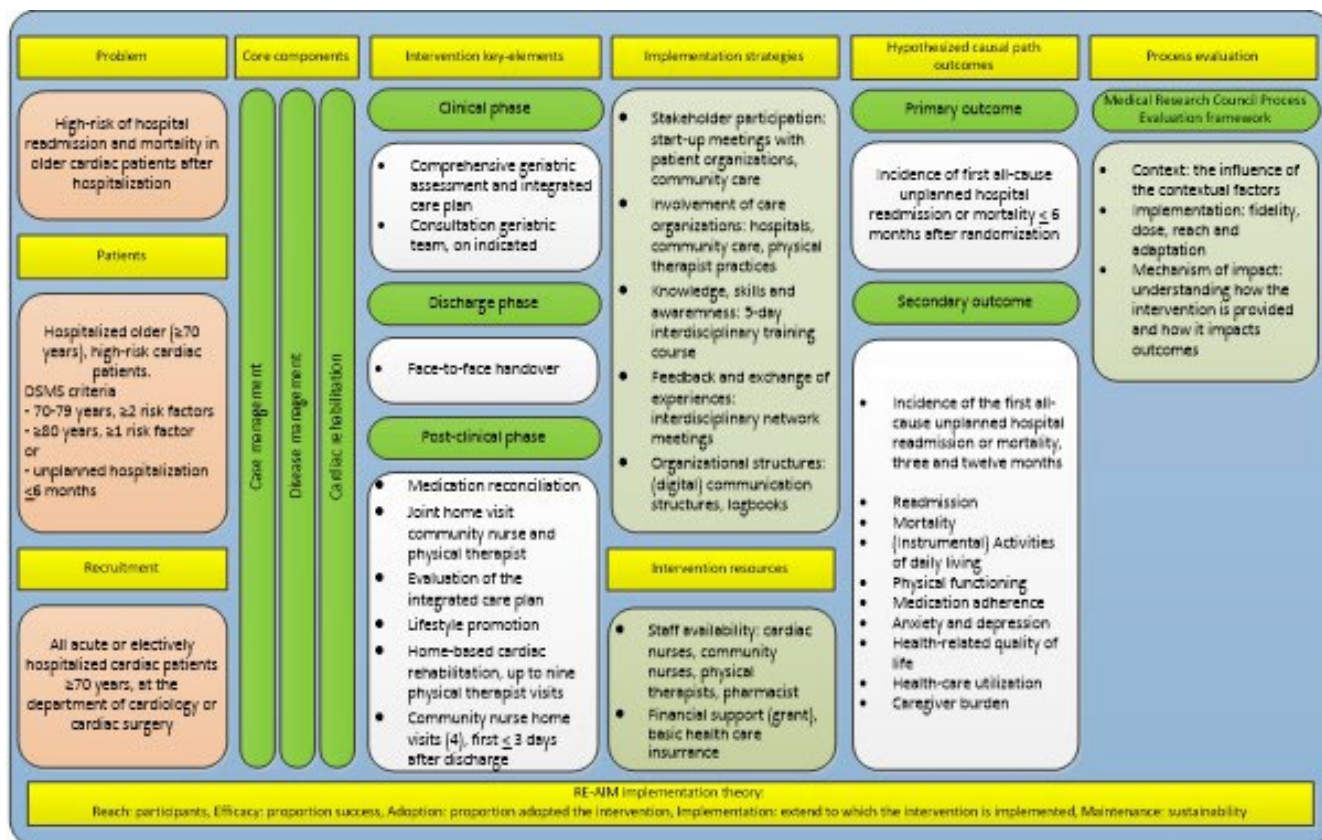 Problem
High-risk of hospital
readmission and mortality in
older cardiac patients after
hospitalization
Patients
Hospitalized older (≥70
years), high-risk cardiac
patients.
DSMS criteria
- 70-79 years, ≥2 risk factors
- ≥80 years, ≥1 risk factor
or
- unplanned hospitalization
≤6 months
Recruitment
All acute or electively
hospitalized cardiac patients
≥70 years, at the
department of cardiology or
cardiac surgery
Core components
Case management
Disease management
Cardiac rehabilitation
Intervention key-elements
Clinical phase
• Comprehensive geriatric
assessment and integrated
care plan
• Consultation geriatric
team, on indicated
Discharge phase
• Face-to-face handover
Post-clinical phase
• Medication reconciliation
• Joint home visit
community nurse and
physical therapist
• Evaluation of the
integrated care plan
• Lifestyle promotion
• Home-based cardiac
rehabilitation, up to nine
physical therapist visits
• Community nurse home
visits (4), first ≤ 3 days
after discharge
Implementation strategies
• Stakeholder participation:
start-up meetings with
patient organizations,
community care
• Involvement of care
organizations: hospitals,
community care, physical
therapist practices
• Knowledge, skills and
awaremness: 5-day
interdisciplinary training
course
• Feedback and exchange of
experiences:
interdisciplinary network
meetings
• Organizational structures:
(digital) communication
structures, logbooks
Intervention resources
• Staff availability: cardiac
nurses, community
nurses, physical
therapists, pharmacist
• Financial support (grant),
basic health care
insurrance
Hypothesized causal path
outcomes
Primary outcome
Incidence of first all-cause
unplanned hospital
readmission or mortality ≤ 6
months after randomization
Secondary outcome
• Incidence of the first all-
cause unplanned hospital
readmission or mortality,
three and twelve months
• Readmission
• Mortality
• (Instrumental) Activities
of daily living
• Physical functioning
• Medication adherence
• Anxiety and depression
• Health-related quality of
life
• Health-care utilization
• Caregiver burden
Process evaluation
Medical Research Council Process
Evaluation framework
• Context: the influence of
the contextual factors
• Implementation: fidelity,
dose, reach and
adaptation
• Mechanism of impact:
understanding how the
intervention is provided
and how it impacts
outcomes
RE-AIM implementation theory:
Reach: participants, Efficacy: proportion success, Adoption: proportion adopted the intervention, Implementation: extend to which the intervention is implemented, Maintenance: sustainability